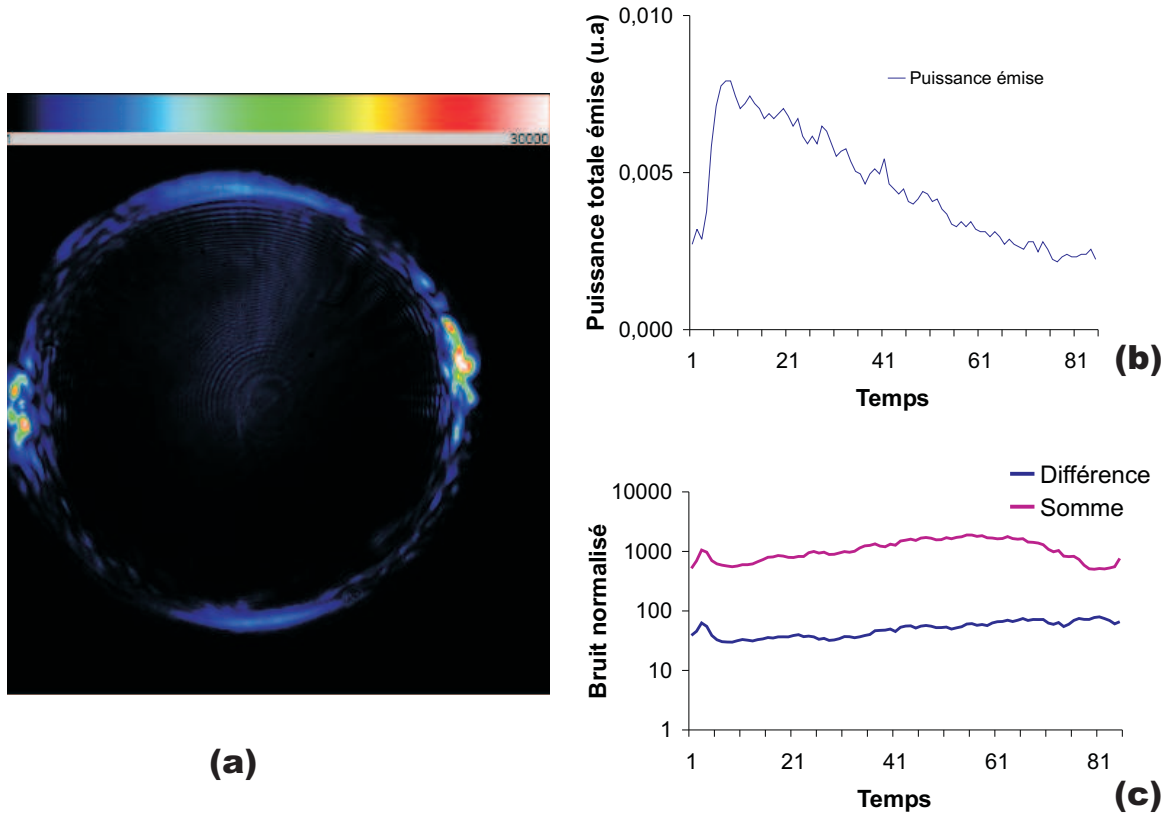 1
30000
(a)
0,010
0,005
0,000
Puissance totale émise (u.a)
Puissance émise
1 21 41 61 81
Temps
(b)
Différence
Somme
10000
1000
100
10
1
Bruit normalisé
1 21 41 61 81
Temps
(c)